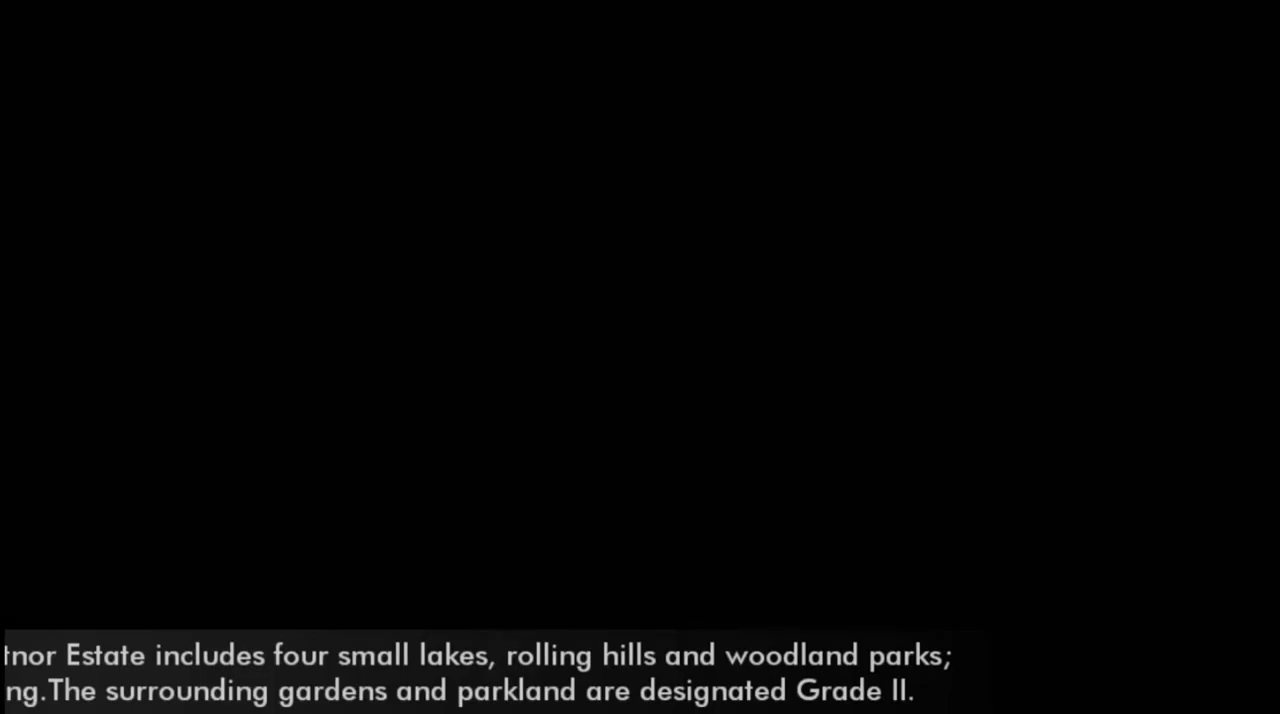 tnor Estate includes four small lakes, rolling hills and woodland parks;
ng.The surrounding gardens and parkland are designated Grade II.